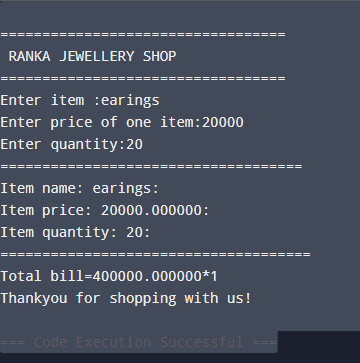 ==================================
RANKA JEWELLERY SHOP
==================================
Enter item :earings
Enter price of one item:20000
Enter quantity:20
====================================
Item name: earings:
Item price: 20000.000000:
Item quantity: 20:
=====================================
Total bill=400000.000000*1
Thankyou for shopping with us!
=== Code Execution Successful ===